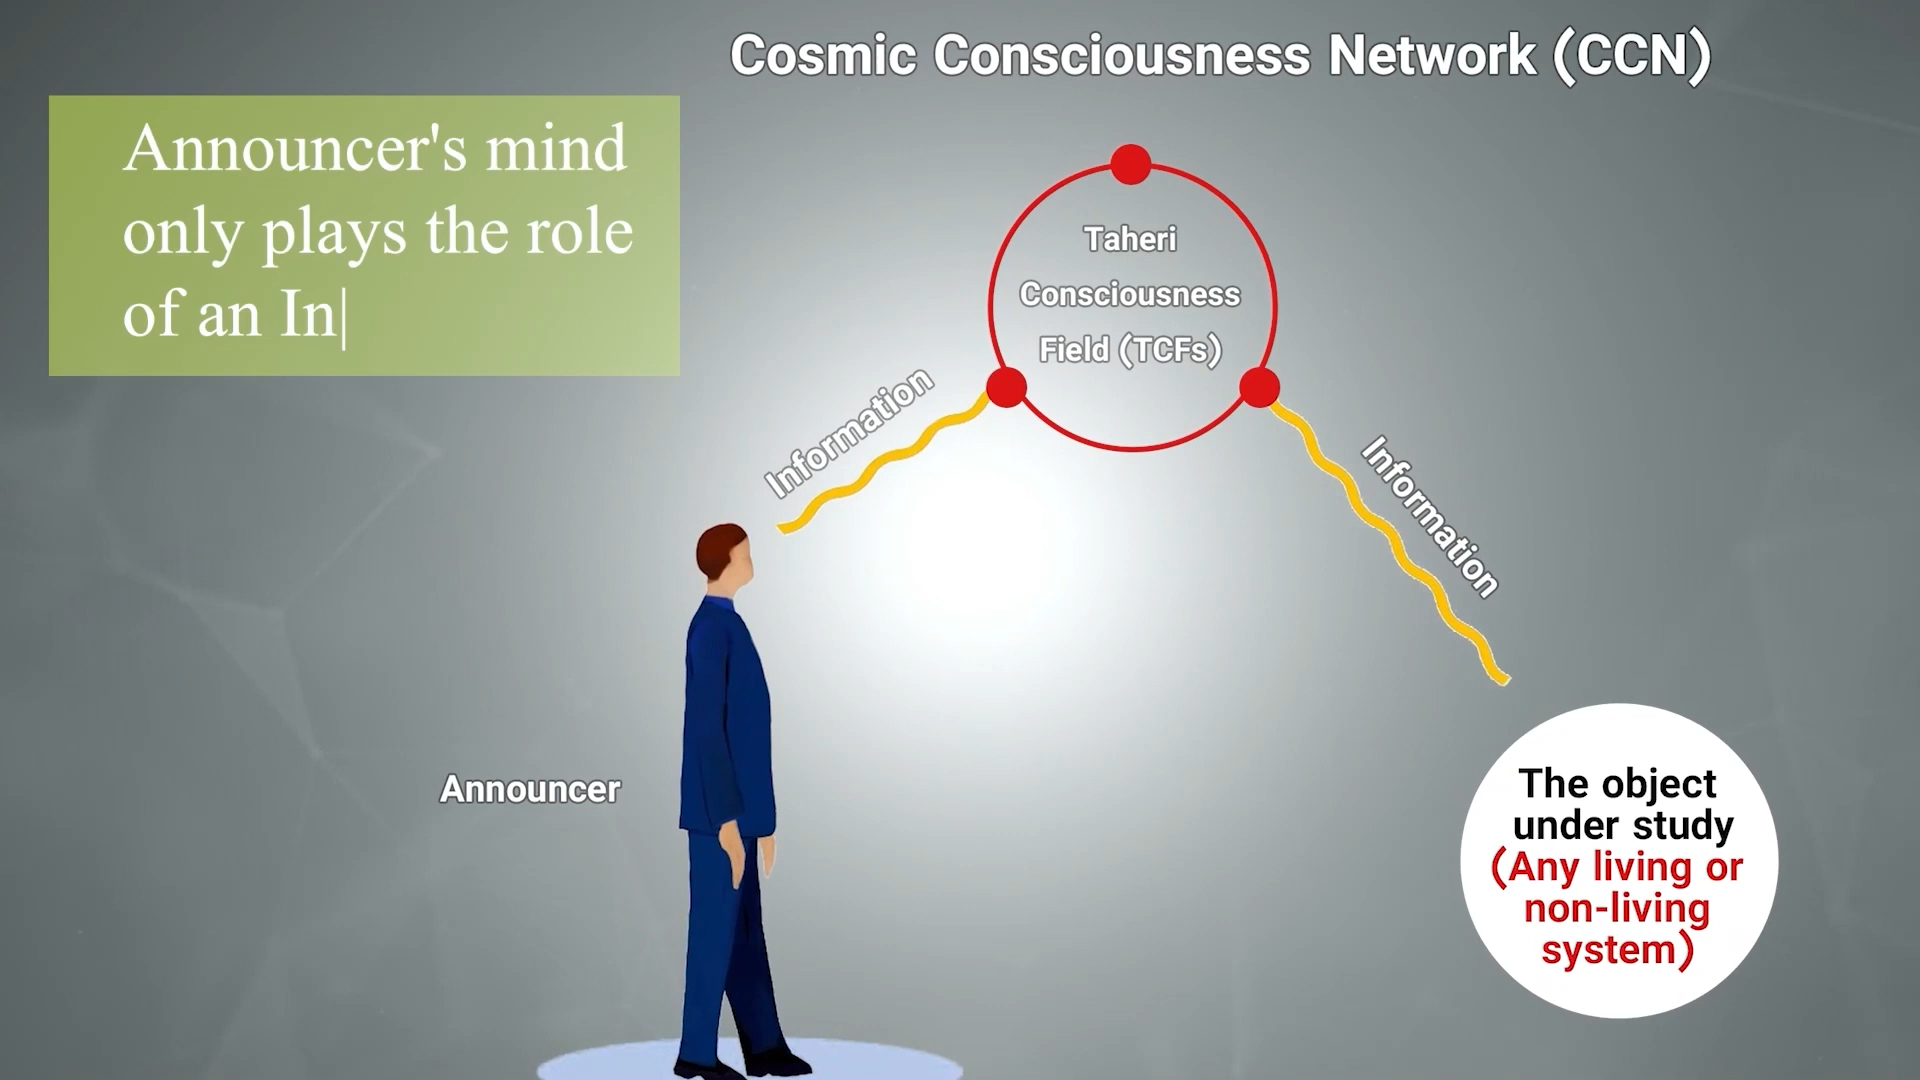 Cosmic Consciousness Network (CCN)
Announcer's mind
only plays the role
of an In|
Taheri
Consciousness
Field (TCFs)
Information
Information
Announcer
The object
under study
(Any living or
non-living
system)